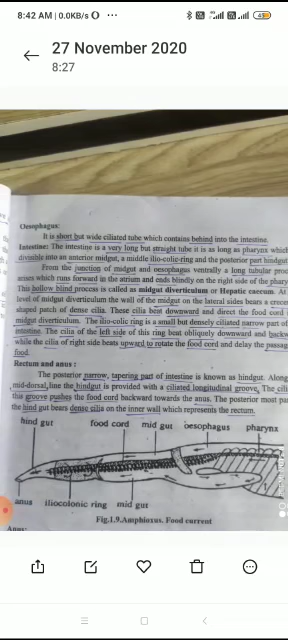 8:42 AM | 0.0KB/s
27 November 2020
8:27
Oesophagus:
It is short but wide ciliated tube which contains behind into the intestine.
Intestine: The intestine is a very long but straight tube it is as long as pharynx which
divisible into an anterior midgut, a middle ilio-colic-ring and the posterior part hindgut
From the junction of midgut and oesophagus ventrally a long tubular
arises which runs forward in the atrium and ends blindly on the right side of the
This hollow blind process is called as midgut diverticulum or Hepatic caecum. At
level of midgut diverticulum the wall of the midgut on the lateral sides bears a
shaped patch of dense cilia. These cilia beat downward and direct the food cord
midgut diverticulum. The ilio-colic ring is a small but densely ciliated narrow part of
intestine. The cilia of the left side of this ring beat obliquely downward and
while the cilia of right side beats upward to rotate the food cord and delay the
food.
Rectum and anus :
The posterior narrow, tapering part of intestine is known as hindgut. Along
mid-dorsal line the hindgut is provided with a ciliated longitudinal groove. The
this groove pushes the food cord backward towards the anus. The posterior most
the hind gut bears dense cilia on the inner wall which represents the rectum.
hind gut food cord mid gut oesophagus pharynx
anus iliocolonic ring mid gut
Fig.1.9.Amphioxus. Food current